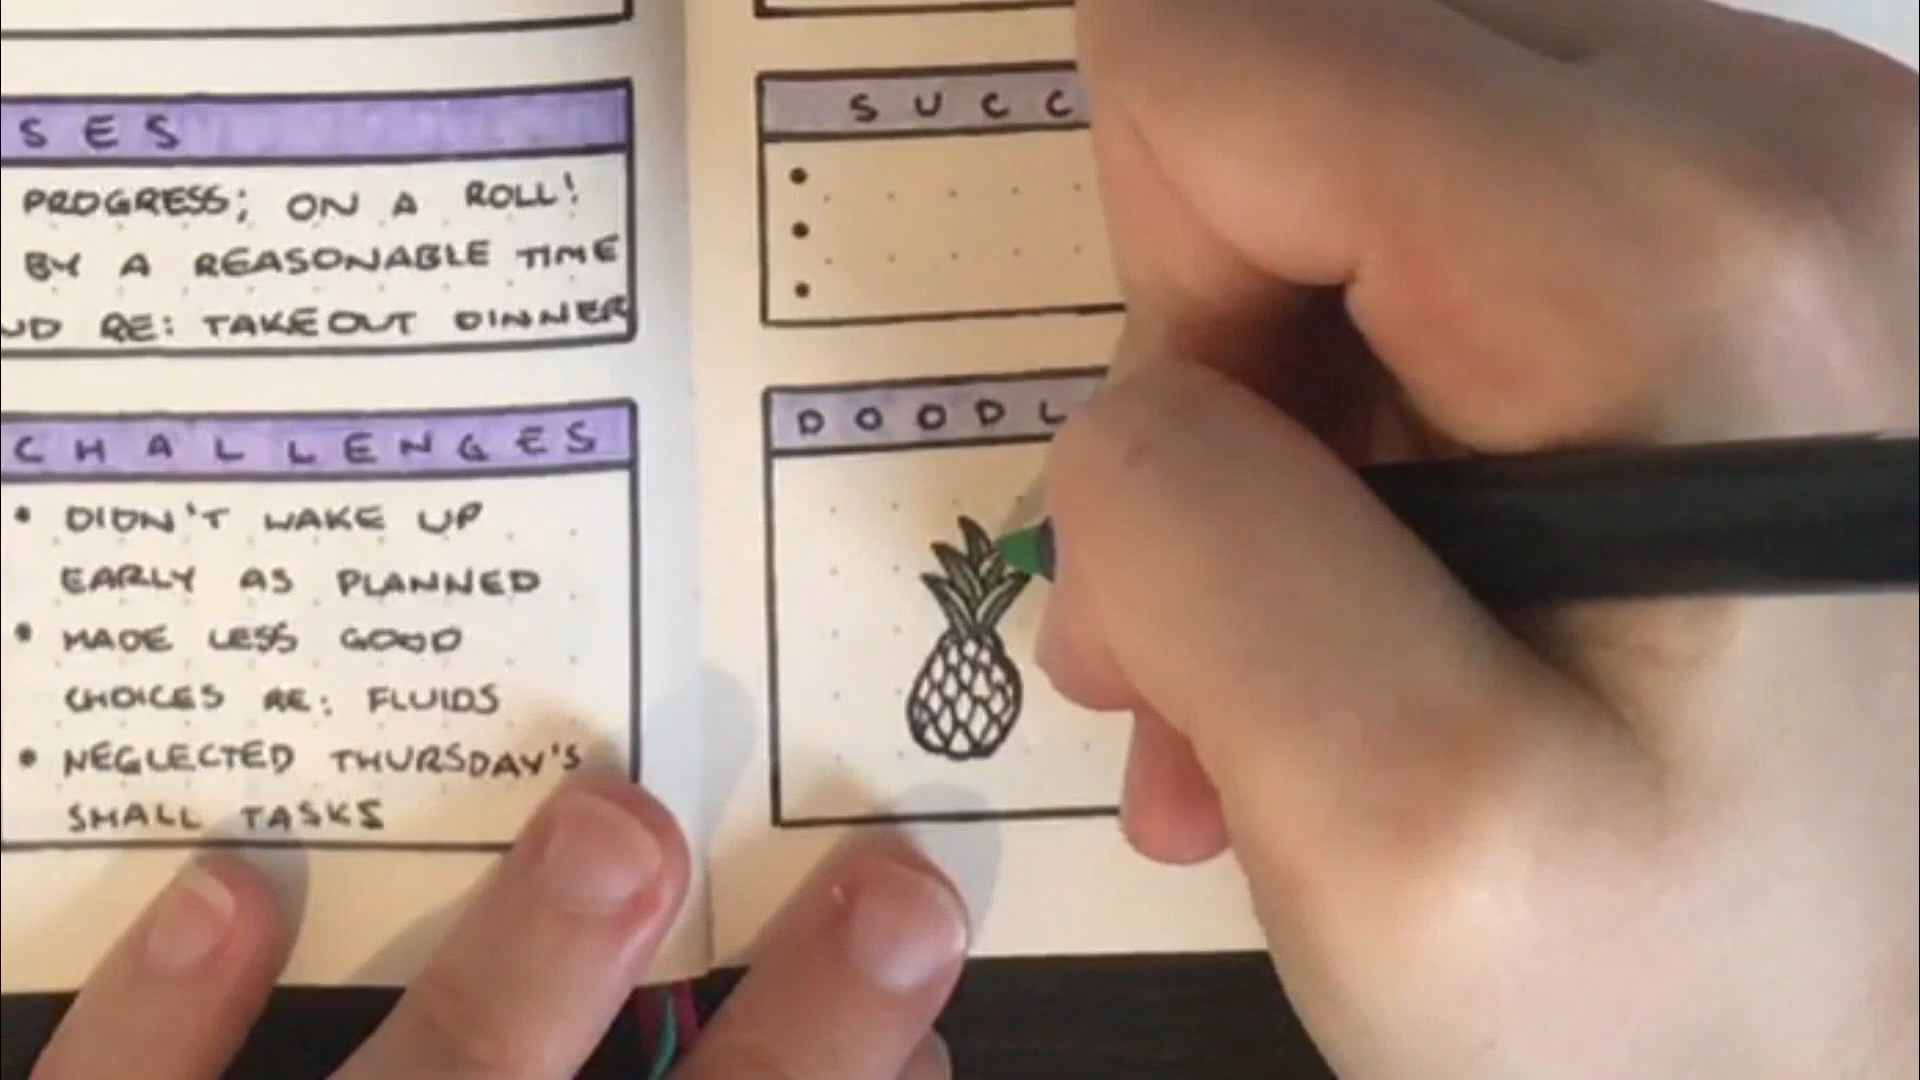 SES
PROGRESS; ON A ROLL!
BY A REASONABLE TIME
RE: TAKEOUT DINNER
CHALLENGES
• DIDN'T WAKE UP
EARLY AS PLANNED
• MADE LESS GOOD
CHOICES RE: FLUIDS
• NEGLECTED THURSDAY'S
SMALL TASKS
SUCC
DOODL